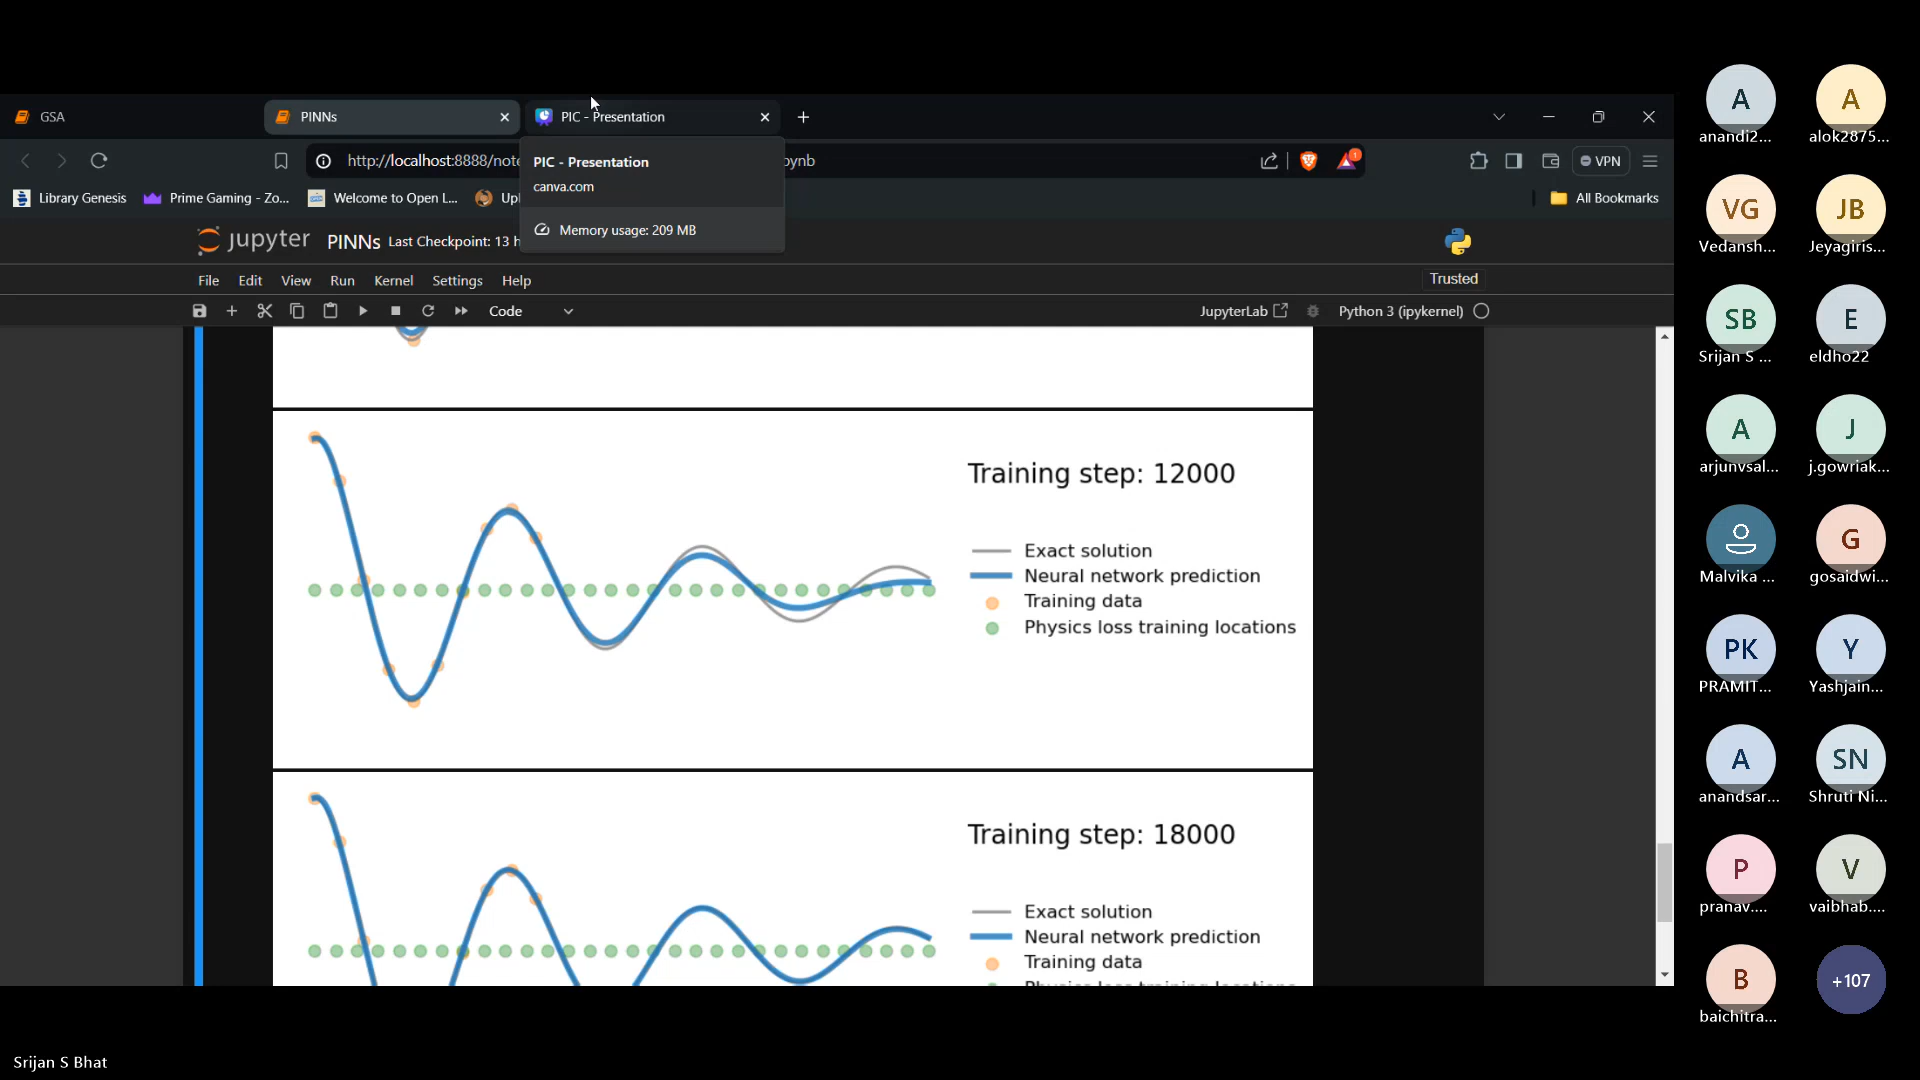 GSA
PINNs
PIC - Presentation
http://localhost:8888/note
ynb
PIC - Presentation
canva.com
Memory usage: 209 MB
VPN
1
Library Genesis
Prime Gaming - Zo...
Welcome to Open L...
All Bookmarks
jupyter
PINNs
Last Checkpoint: 13 h
File
Edit
View
Run
Kernel
Settings
Help
Trusted
Code
JupyterLab
Python 3 (ipykernel)
Training step: 12000
Exact solution
Neural network prediction
Training data
Physics loss training locations
Training step: 18000
Exact solution
Neural network prediction
Training data
A
anandi2...
A
alok2875...
VG
Vedansh...
JB
Jeyagiris...
SB
Srijan S ...
E
eldho22
A
arjunvsal...
J
j.gowriak...
Malvika ...
G
gosaidwi...
PK
PRAMIT...
Y
Yashjain...
A
anandsar...
SN
Shruti Ni...
P
pranav....
V
vaibhab....
B
baichitra...
+107
Srijan S Bhat